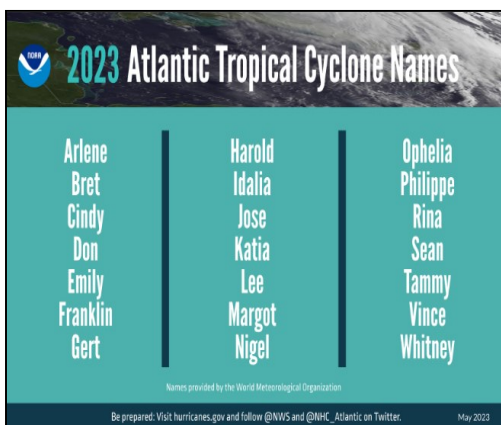 NOAA
2023 Atlantic Tropical Cyclone Names
Arlene
Bret
Cindy
Don
Emily
Franklin
Gert
Harold
Idalia
Jose
Katia
Lee
Margot
Nigel
Ophelia
Philippe
Rina
Sean
Tammy
Vince
Whitney
Names provided by the World Meteorological Organization
Be prepared: Visit hurricanes.gov and follow @NWS and @NHC_Atlantic on Twitter.
May 2023